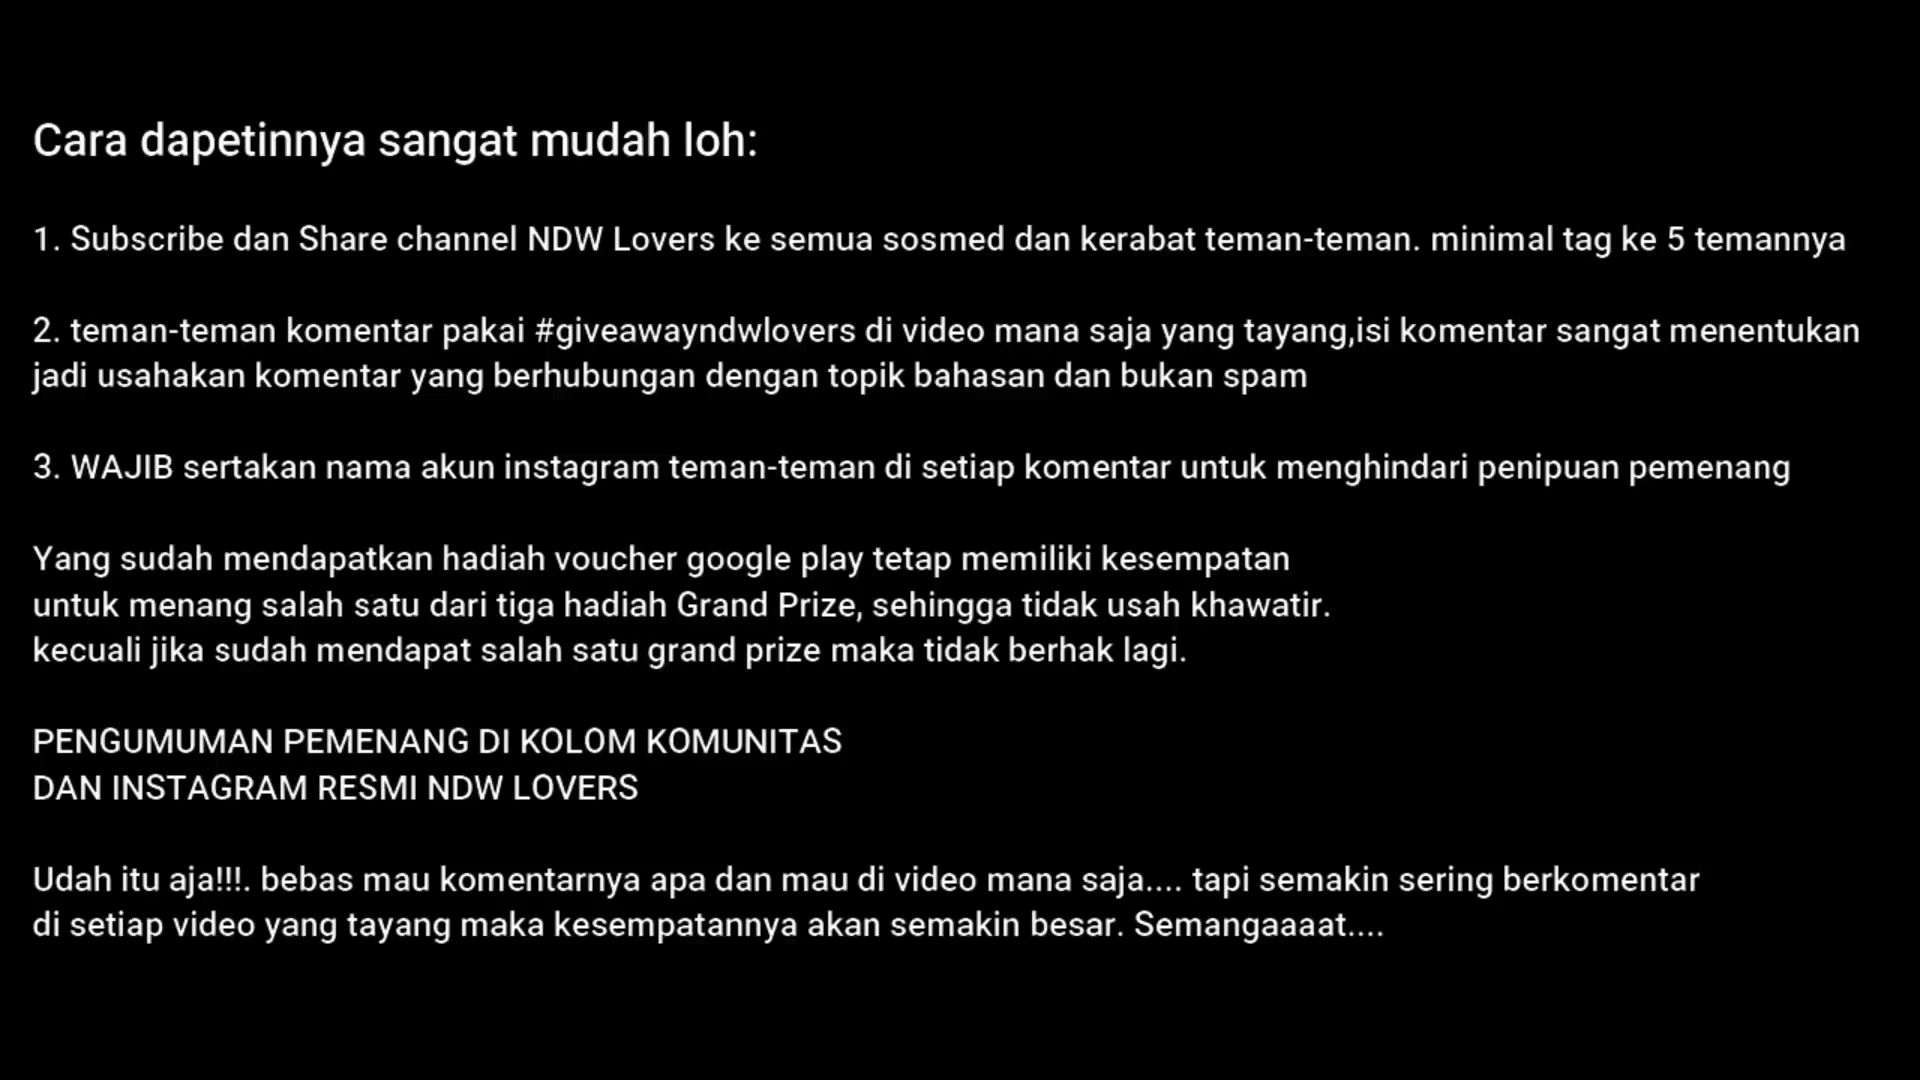 Cara dapetinnya sangat mudah loh:
1. Subscribe dan Share channel NDW Lovers ke semua sosmed dan kerabat teman-teman. minimal tag ke 5 temannya
2. teman-teman komentar pakai #giveawayndwlovers di video mana saja yang tayang,isi komentar sangat menentukan
jadi usahakan komentar yang berhubungan dengan topik bahasan dan bukan spam
3. WAJIB sertakan nama akun instagram teman-teman di setiap komentar untuk menghindari penipuan pemenang
Yang sudah mendapatkan hadiah voucher google play tetap memiliki kesempatan
untuk menang salah satu dari tiga hadiah Grand Prize, sehingga tidak usah khawatir.
kecuali jika sudah mendapat salah satu grand prize maka tidak berhak lagi.
PENGUMUMAN PEMENANG DI KOLOM KOMUNITAS
DAN INSTAGRAM RESMI NDW LOVERS
Udah itu aja!!!. bebas mau komentarnya apa dan mau di video mana saja.... tapi semakin sering berkomentar
di setiap video yang tayang maka kesempatannya akan semakin besar. Semangaaaat....